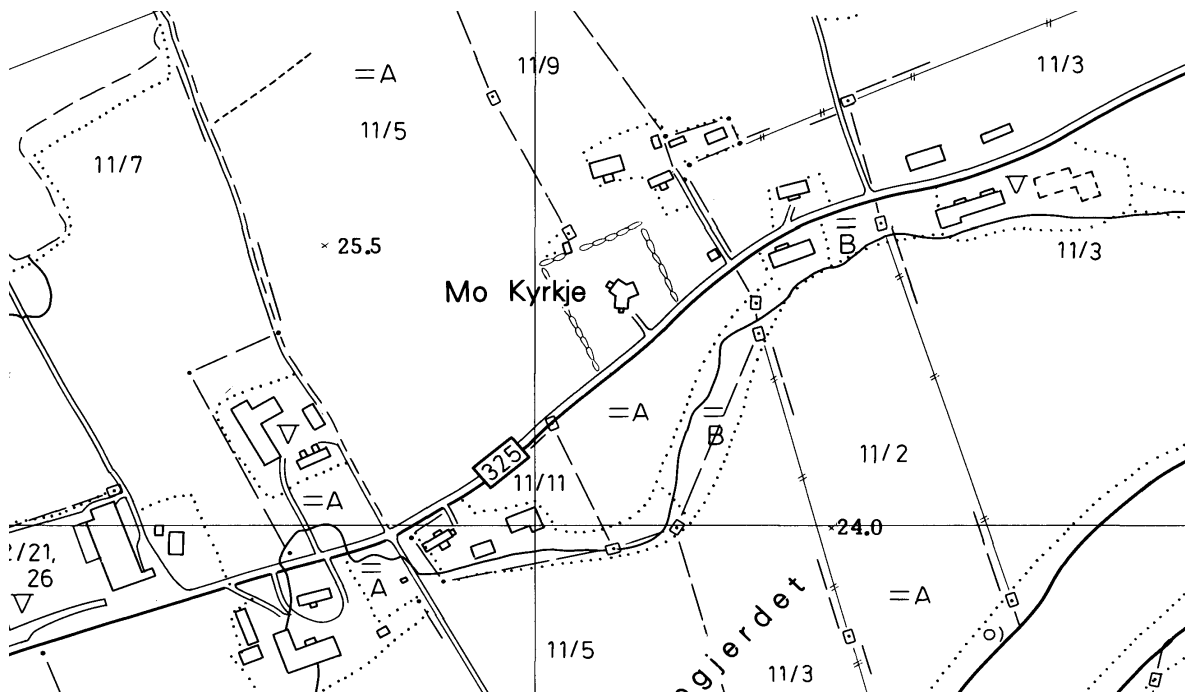 11/9
11/3
=A
11/5
11/7
25.5
=
B
11/3
Mo Kyrkje
=A
=
B
11/2
325
11/11
=A
24.0
/21,
26
=
A
=A
11/5
11/3
gjerdet